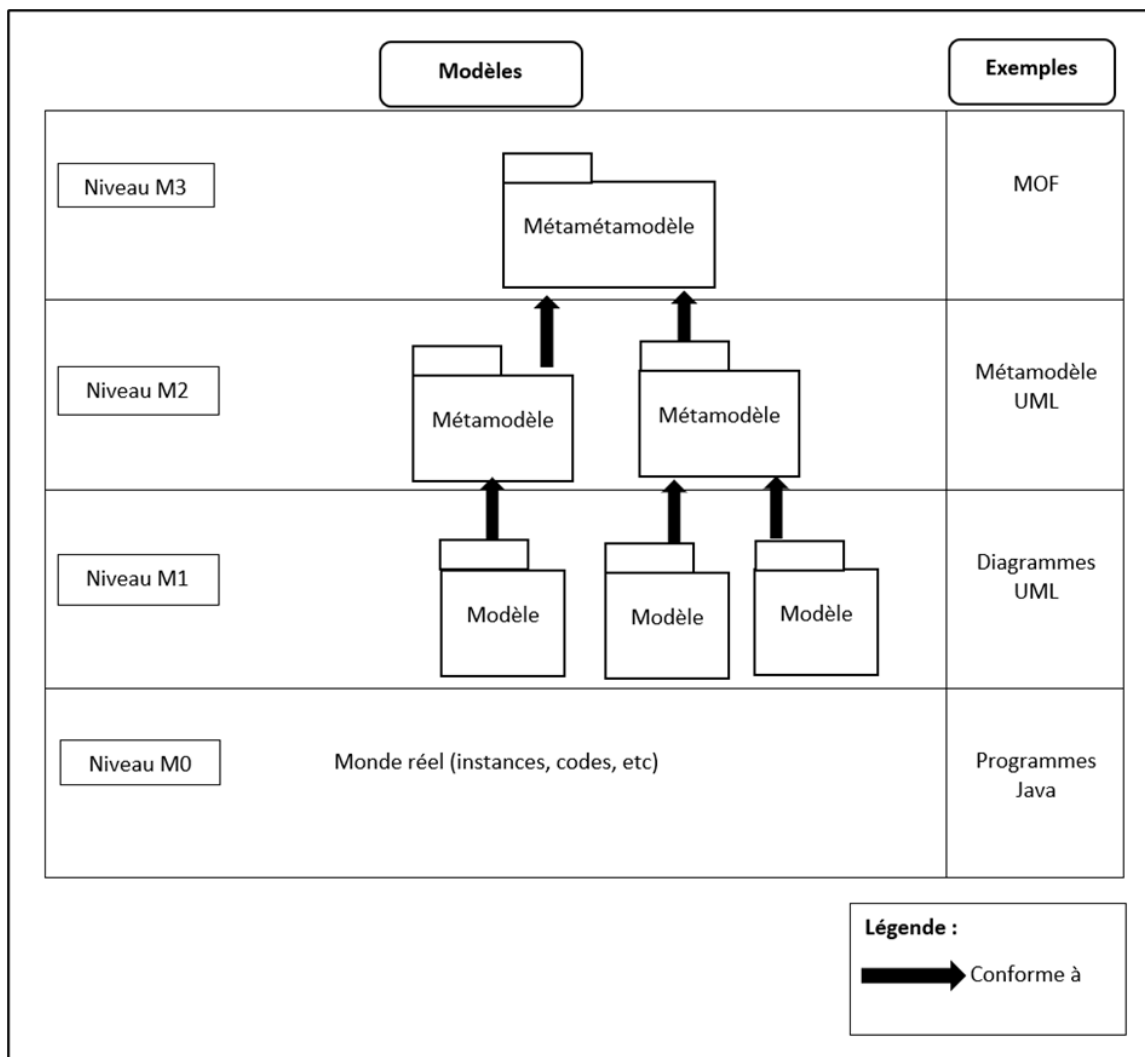 Modèles
Exemples
Niveau M3
Métamétamodèle
MOF
Niveau M2
Métamodèle
Métamodèle
Métamodèle
UML
Niveau M1
Modèle
Modèle
Modèle
Diagrammes
UML
Niveau M0
Monde réel (instances, codes, etc)
Programmes
Java
Légende :
Conforme à